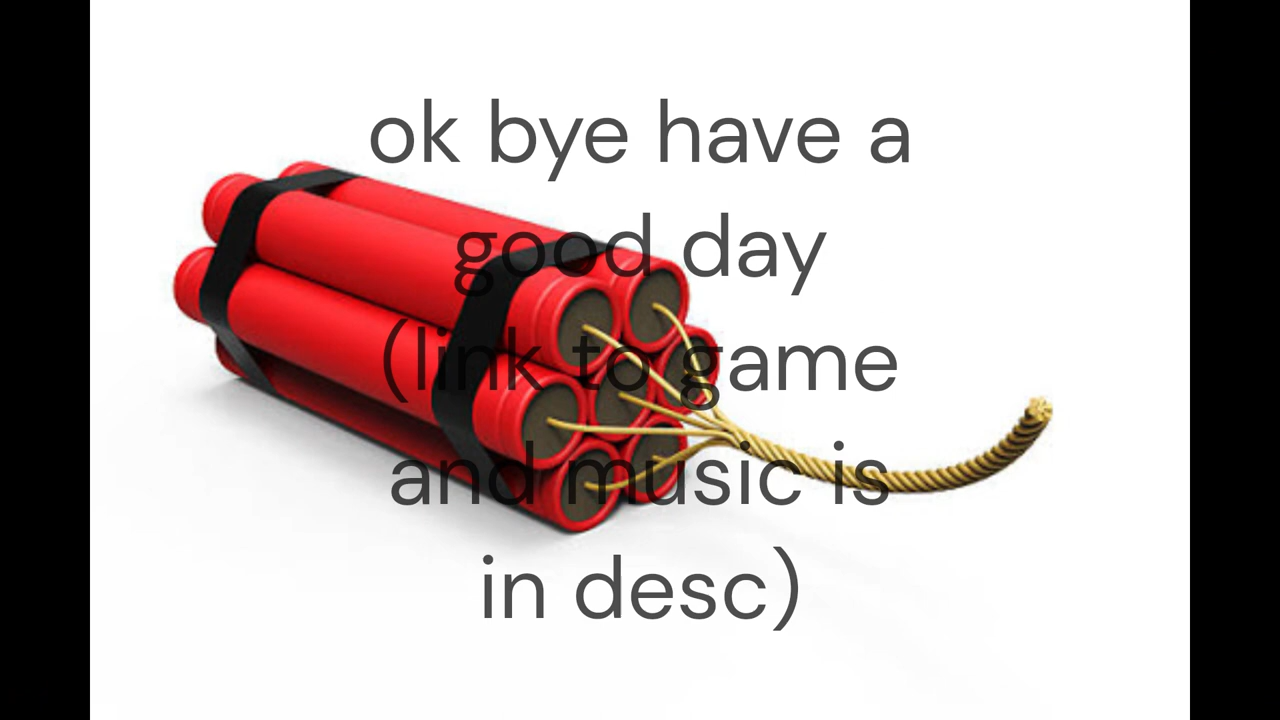 ok bye have a
good day
(link to game
and music is
in desc)